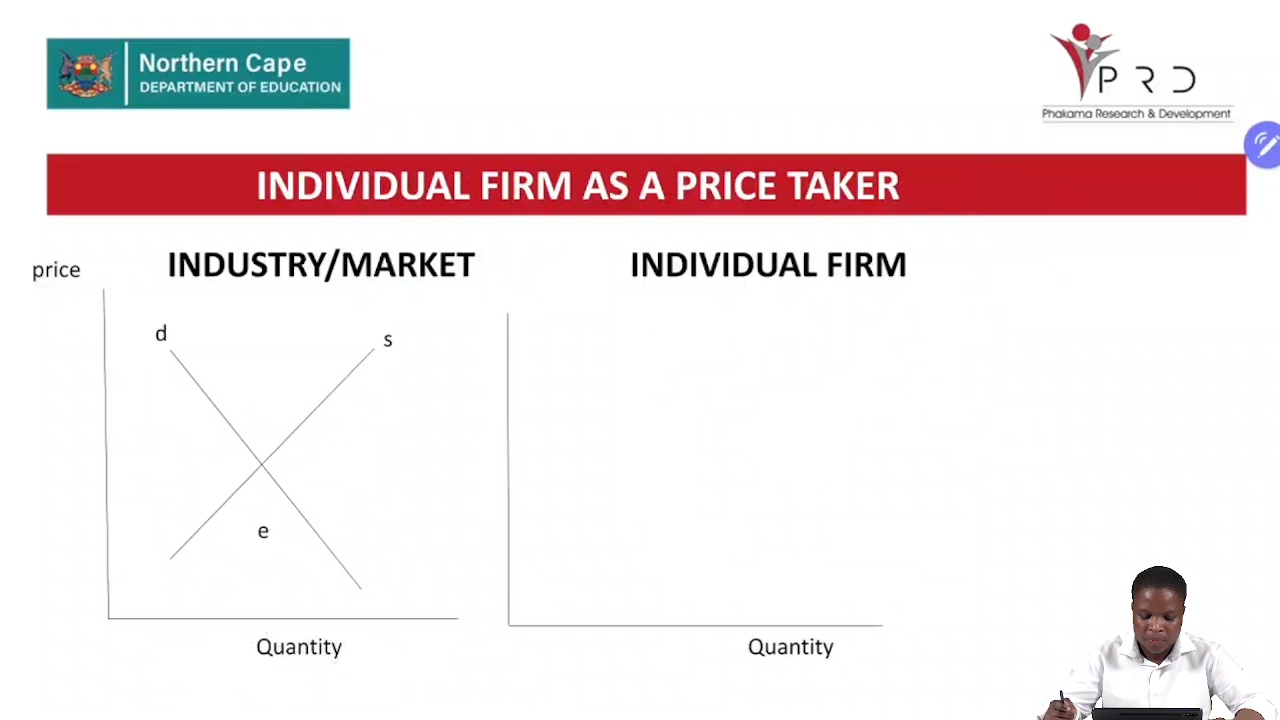 Northern Cape
DEPARTMENT OF EDUCATION
PRD
Phakama Research & Development
INDIVIDUAL FIRM AS A PRICE TAKER
INDUSTRY/MARKET
INDIVIDUAL FIRM
price
d
s
e
Quantity
Quantity